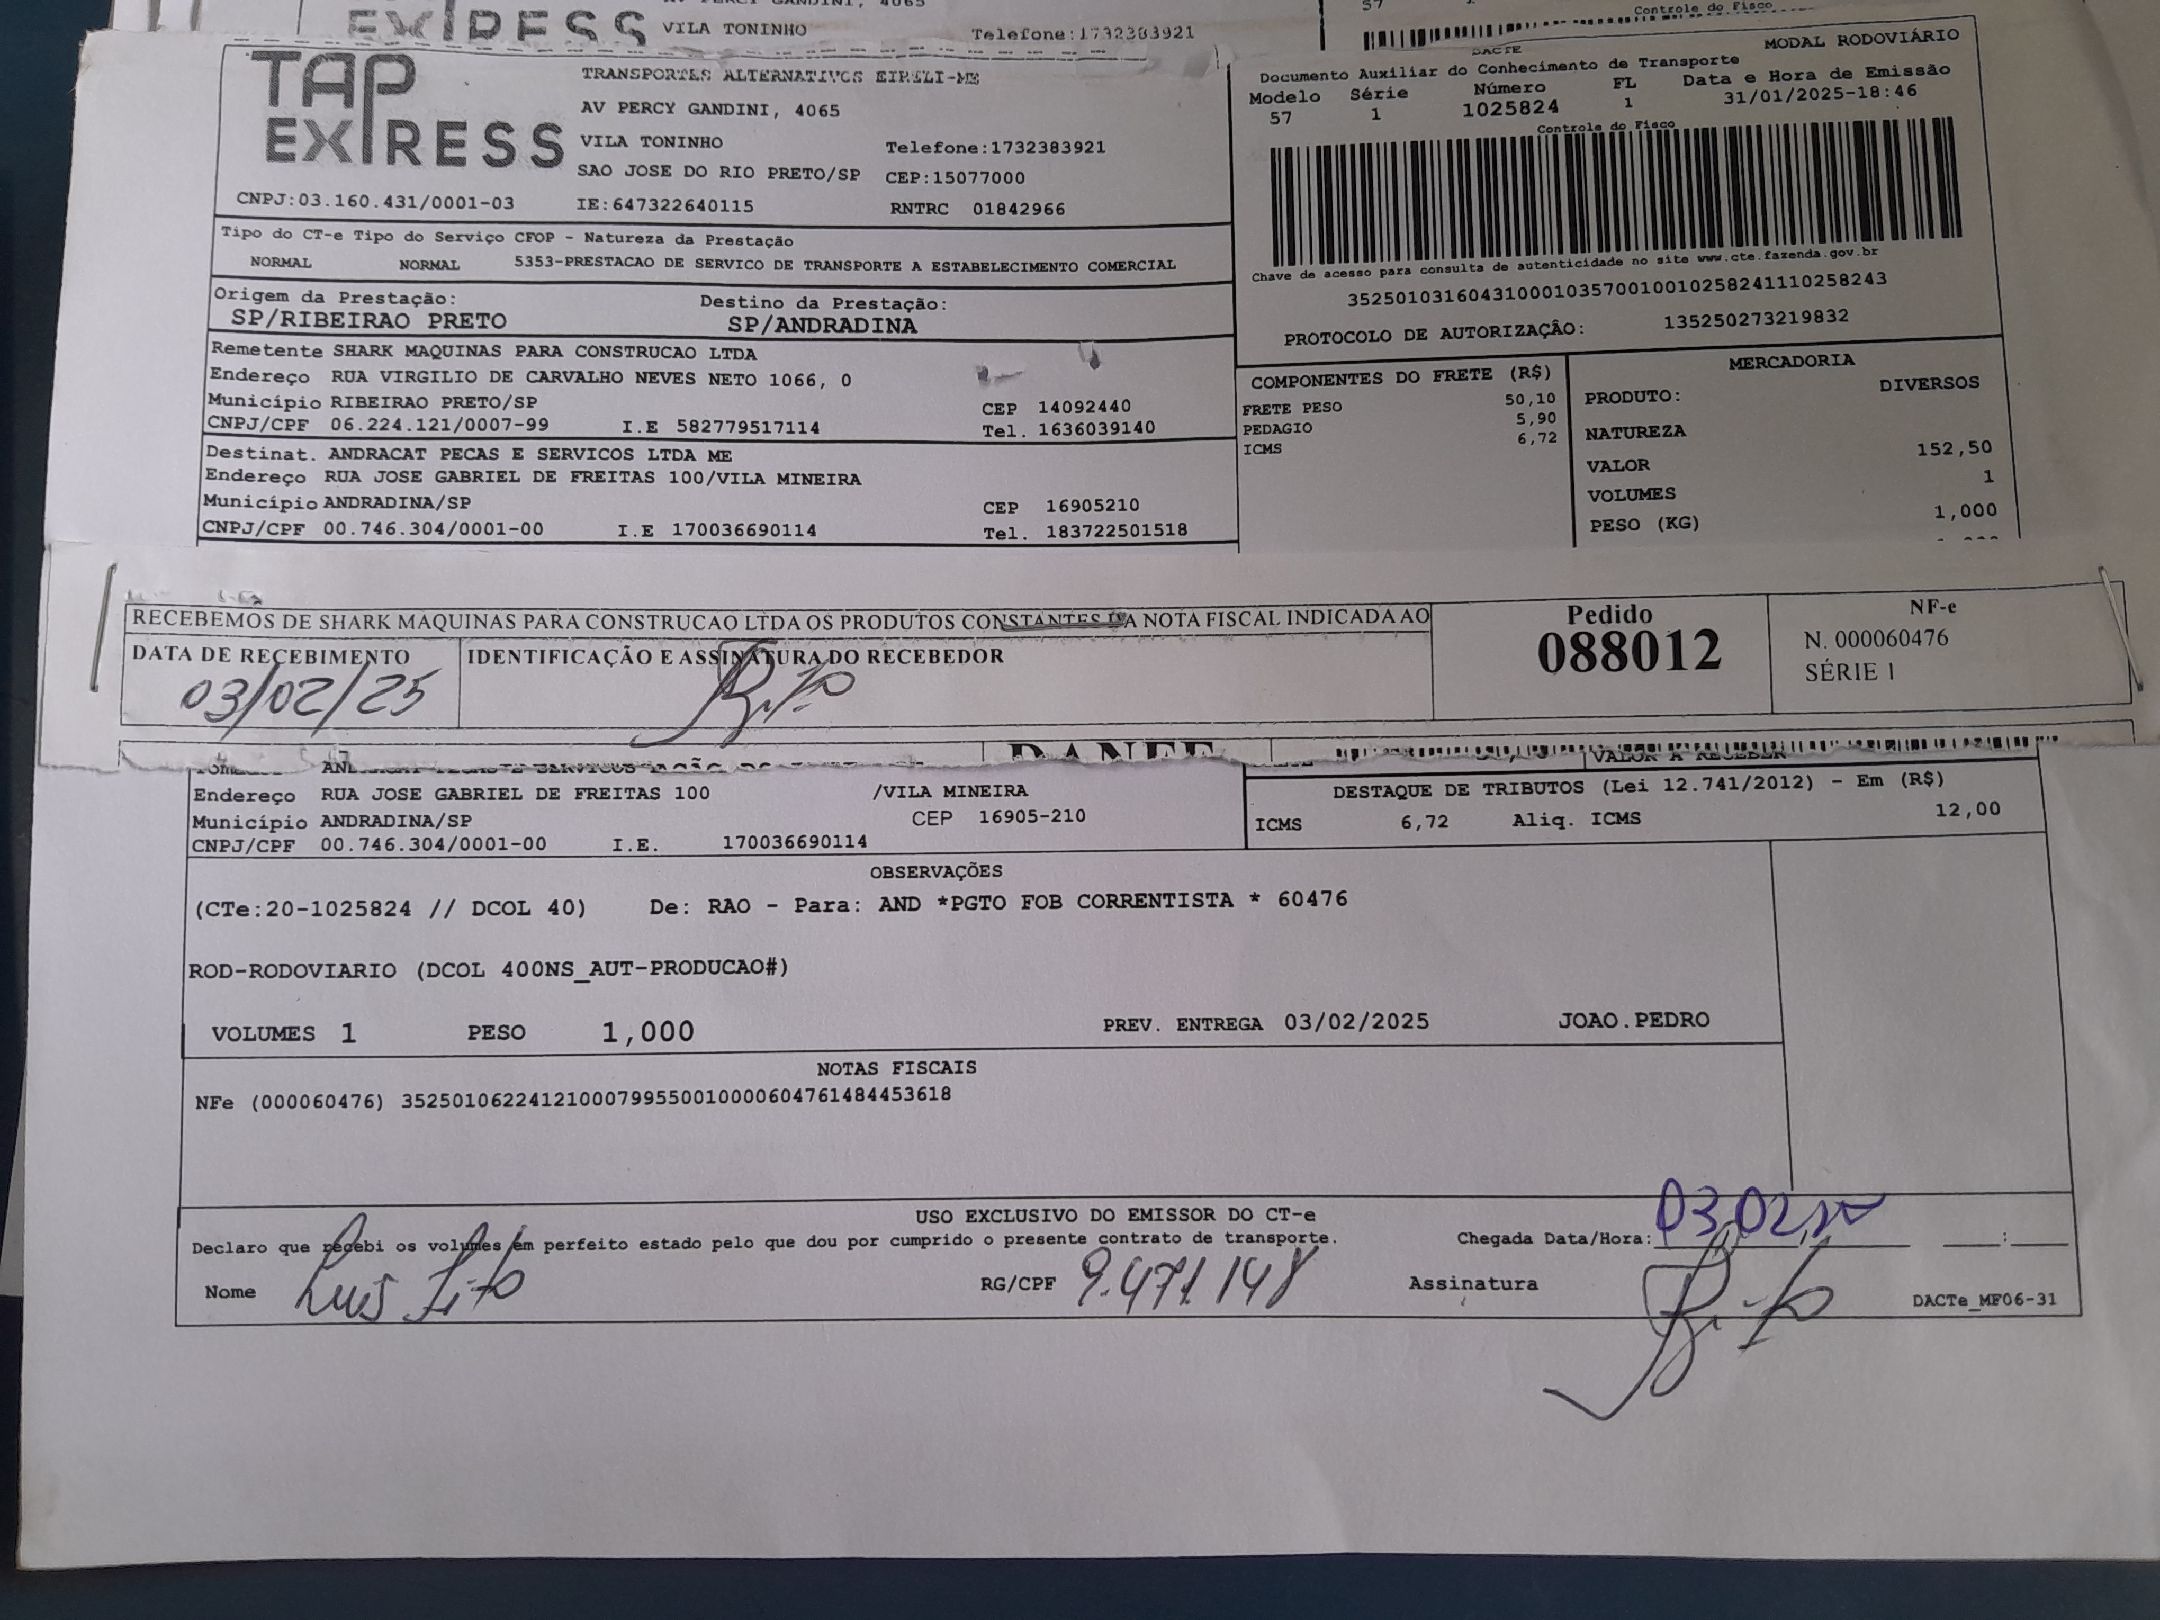 AV PERCY GANDINI, 4065
EXPRESS VILA TONINHO Telefone:1732383921
57 Controle do Fisco
TAP EXPRESS
TRANSPORTES ALTERNATIVOS EIRELI-ME
AV PERCY GANDINI, 4065
VILA TONINHO Telefone:1732383921
SAO JOSE DO RIO PRETO/SP CEP:15077000
CNPJ:03.160.431/0001-03 IE:647322640115 RNTRC 01842966
DACTE MODAL RODOVIÁRIO
Documento Auxiliar do Conhecimento de Transporte
Modelo Série Número FL Data e Hora de Emissão
57 1 1025824 1 31/01/2025-18:46
Controle do Fisco
Chave de acesso para consulta de autenticidade no site www.cte.fazenda.gov.br
35250103160431000103570010010258241110258243
PROTOCOLO DE AUTORIZAÇÃO: 135250273219832
Tipo do CT-e Tipo do Serviço CFOP - Natureza da Prestação
NORMAL NORMAL 5353-PRESTACAO DE SERVICO DE TRANSPORTE A ESTABELECIMENTO COMERCIAL
Origem da Prestação: Destino da Prestação:
SP/RIBEIRAO PRETO SP/ANDRADINA
Remetente SHARK MAQUINAS PARA CONSTRUCAO LTDA
Endereço RUA VIRGILIO DE CARVALHO NEVES NETO 1066, 0
Município RIBEIRAO PRETO/SP CEP 14092440
CNPJ/CPF 06.224.121/0007-99 I.E 582779517114 Tel. 1636039140
Destinat. ANDRACAT PECAS E SERVICOS LTDA ME
Endereço RUA JOSE GABRIEL DE FREITAS 100/VILA MINEIRA
Município ANDRADINA/SP CEP 16905210
CNPJ/CPF 00.746.304/0001-00 I.E 170036690114 Tel. 183722501518
COMPONENTES DO FRETE (R$)
FRETE PESO 50,10
PEDAGIO 5,90
ICMS 6,72
MERCADORIA
PRODUTO: DIVERSOS
NATUREZA
VALOR 152,50
VOLUMES 1
PESO (KG) 1,000
RECEBEMOS DE SHARK MAQUINAS PARA CONSTRUCAO LTDA OS PRODUTOS CONSTANTES DA NOTA FISCAL INDICADA AO
DATA DE RECEBIMENTO IDENTIFICAÇÃO E ASSINATURA DO RECEBEDOR
03/02/25
Pedido
088012
NF-e
N. 000060476
SÉRIE 1
DANFE
VALOR A RECEBER
Endereço RUA JOSE GABRIEL DE FREITAS 100 /VILA MINEIRA
Município ANDRADINA/SP CEP 16905-210
CNPJ/CPF 00.746.304/0001-00 I.E. 170036690114
DESTAQUE DE TRIBUTOS (Lei 12.741/2012) - Em (R$)
ICMS 6,72 Aliq. ICMS 12,00
OBSERVAÇÕES
(CTe:20-1025824 // DCOL 40) De: RAO - Para: AND *PGTO FOB CORRENTISTA * 60476
ROD-RODOVIARIO (DCOL 400NS_AUT-PRODUCAO#)
VOLUMES 1 PESO 1,000 PREV. ENTREGA 03/02/2025 JOAO.PEDRO
NOTAS FISCAIS
NFe (000060476) 35250106224121000799550010000604761484453618
USO EXCLUSIVO DO EMISSOR DO CT-e
Declaro que recebi os volumes em perfeito estado pelo que dou por cumprido o presente contrato de transporte. Chegada Data/Hora: 03,02, __:__
Nome Luis RG/CPF 9.471.148 Assinatura
DACTe_MF06-31